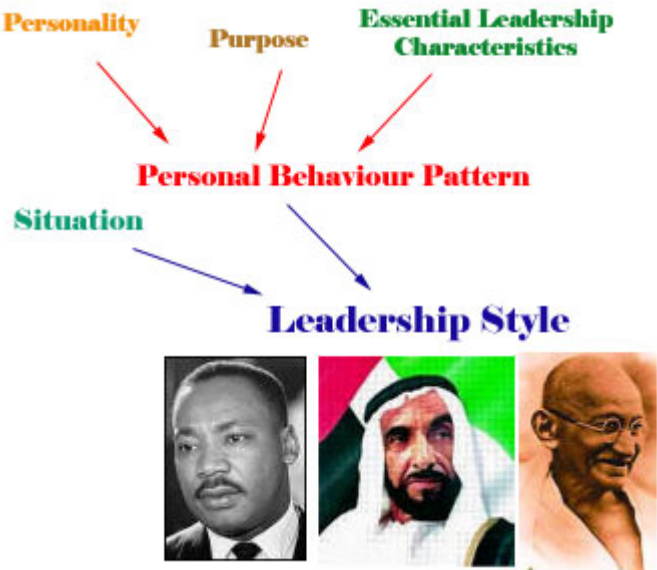 Personality
Purpose
Essential Leadership
Characteristics
Personal Behaviour Pattern
Situation
Leadership Style